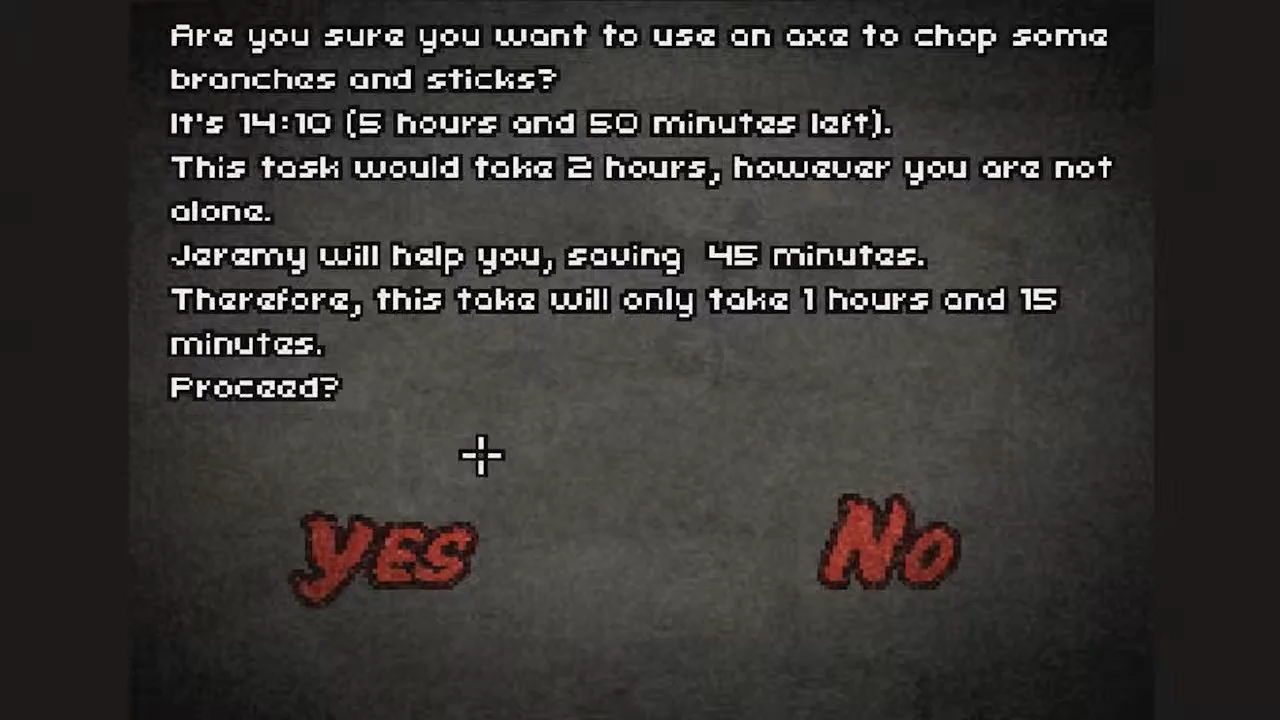 Are you sure you want to use an axe to chop some
branches and sticks?
It's 14:10 (5 hours and 50 minutes left).
This task would take 2 hours, however you are not
alone.
Jeremy will help you, saving  45 minutes.
Therefore, this take will only take 1 hours and 15
minutes.
Proceed?
Yes
No